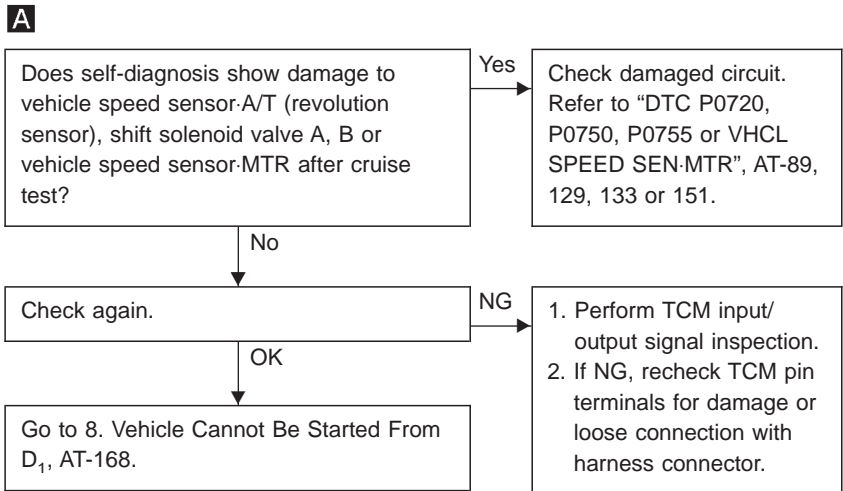 A
Does self-diagnosis show damage to
vehicle speed sensor·A/T (revolution
sensor), shift solenoid valve A, B or
vehicle speed sensor·MTR after cruise
test?
Yes
Check damaged circuit.
Refer to “DTC P0720,
P0750, P0755 or VHCL
SPEED SEN·MTR”, AT-89,
129, 133 or 151.
No
Check again.
NG
1. Perform TCM input/
output signal inspection.
2. If NG, recheck TCM pin
terminals for damage or
loose connection with
harness connector.
OK
Go to 8. Vehicle Cannot Be Started From
D₁, AT-168.